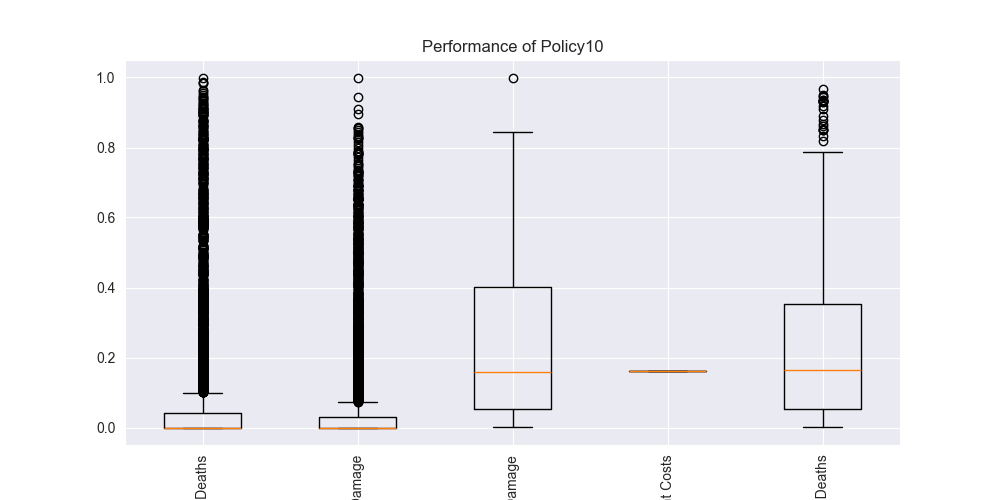 Performance of Policy10
1.0
0.8
0.6
0.4
0.2
0.0
Deaths
Damage
Damage
Costs
Deaths